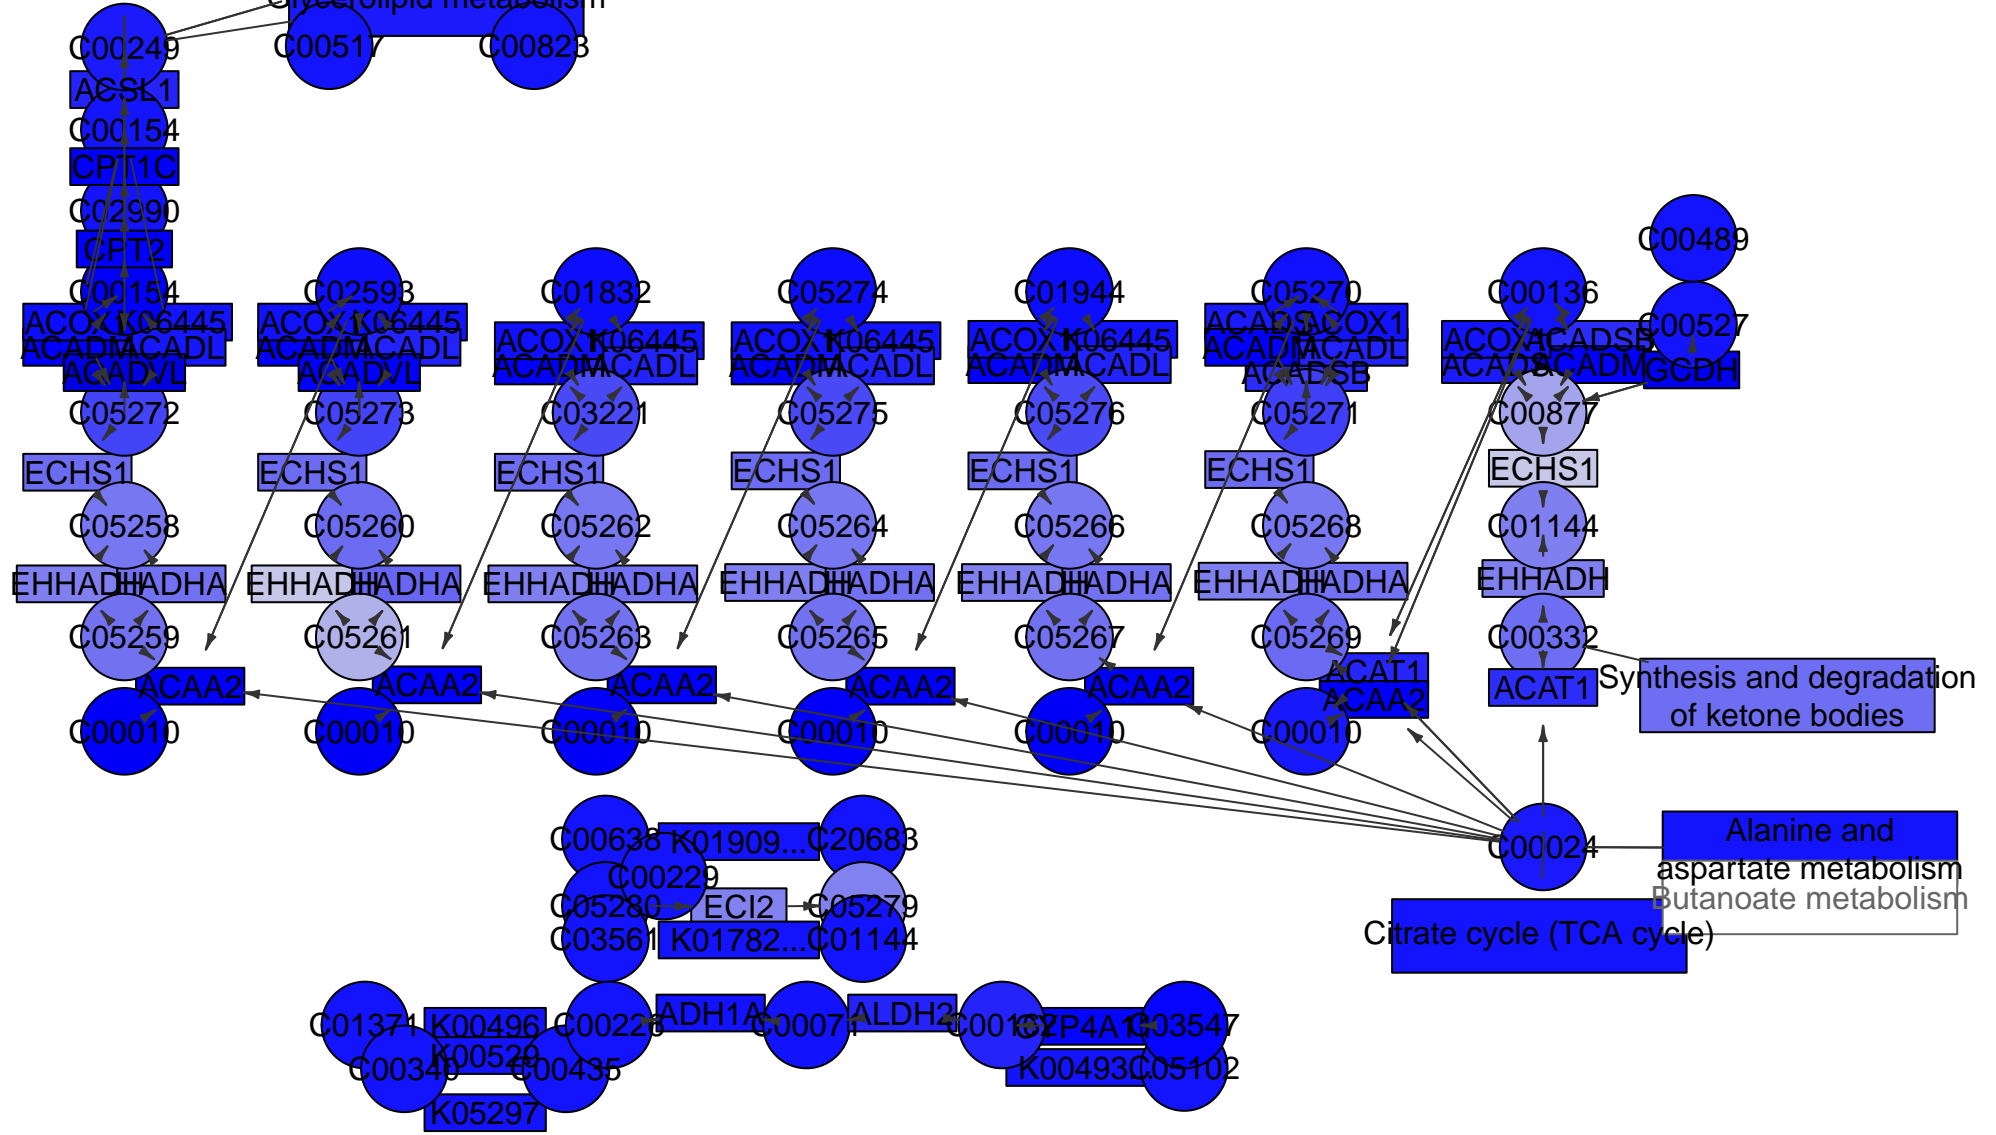 Glycerolipid metabolism
C00249
C00517
C00823
ACSL1
C00154
CPT1C
C02990
C00489
CPT2
C00154
C02593
C01832
C05274
C01944
C05270
C00136
C00527
ACOX1
K06445
ACOX1
K06445
ACOX1
K06445
ACOX1
K06445
ACOX1
K06445
ACADS
ACOX1
ACOX1
ACADSB
ACADM
ACADL
ACADM
ACADL
ACADM
ACADL
ACADM
ACADL
ACADM
ACADL
ACADM
ACADL
ACADS
ACADM
GCDH
ACADVL
ACADVL
ACADSB
C05272
C05273
C03221
C05275
C05276
C05271
C00877
ECHS1
ECHS1
ECHS1
ECHS1
ECHS1
ECHS1
ECHS1
C05258
C05260
C05262
C05264
C05266
C05268
C01144
EHHADH
HADHA
EHHADH
HADHA
EHHADH
HADHA
EHHADH
HADHA
EHHADH
HADHA
EHHADH
HADHA
EHHADH
C05259
C05261
C05263
C05265
C05267
C05269
C00332
ACAA2
ACAA2
ACAA2
ACAA2
ACAA2
ACAT1
ACAA2
ACAT1
Synthesis and degradation
of ketone bodies
C00010
C00010
C00010
C00010
C00010
C00010
C00638
K01909...
C20683
C00229
C05280
ECI2
C05279
C03561
K01782...
C01144
C00024
Alanine and
aspartate metabolism
Butanoate metabolism
Citrate cycle (TCA cycle)
C01371
K00496
C00226
ADH1A
C00071
ALDH2
C00162
C03547
K00529
C00340
C00435
K00493...
C05102
K05297